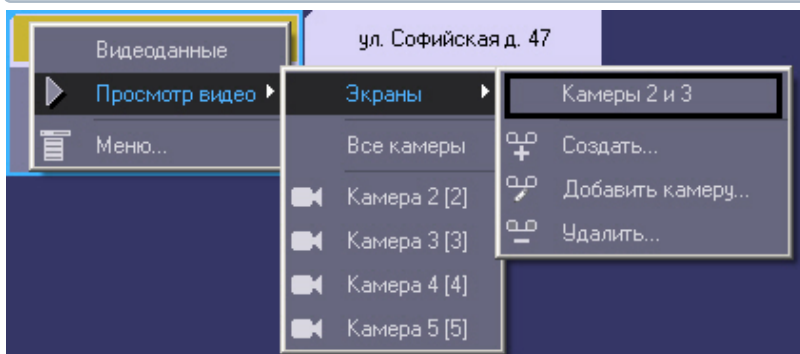 ул. Софийская д. 47
Видеоданные
Просмотр видео
Меню...
Экраны
Все камеры
Камера 2 [2]
Камера 3 [3]
Камера 4 [4]
Камера 5 [5]
Камеры 2 и 3
Создать...
Добавить камеру...
Удалить...